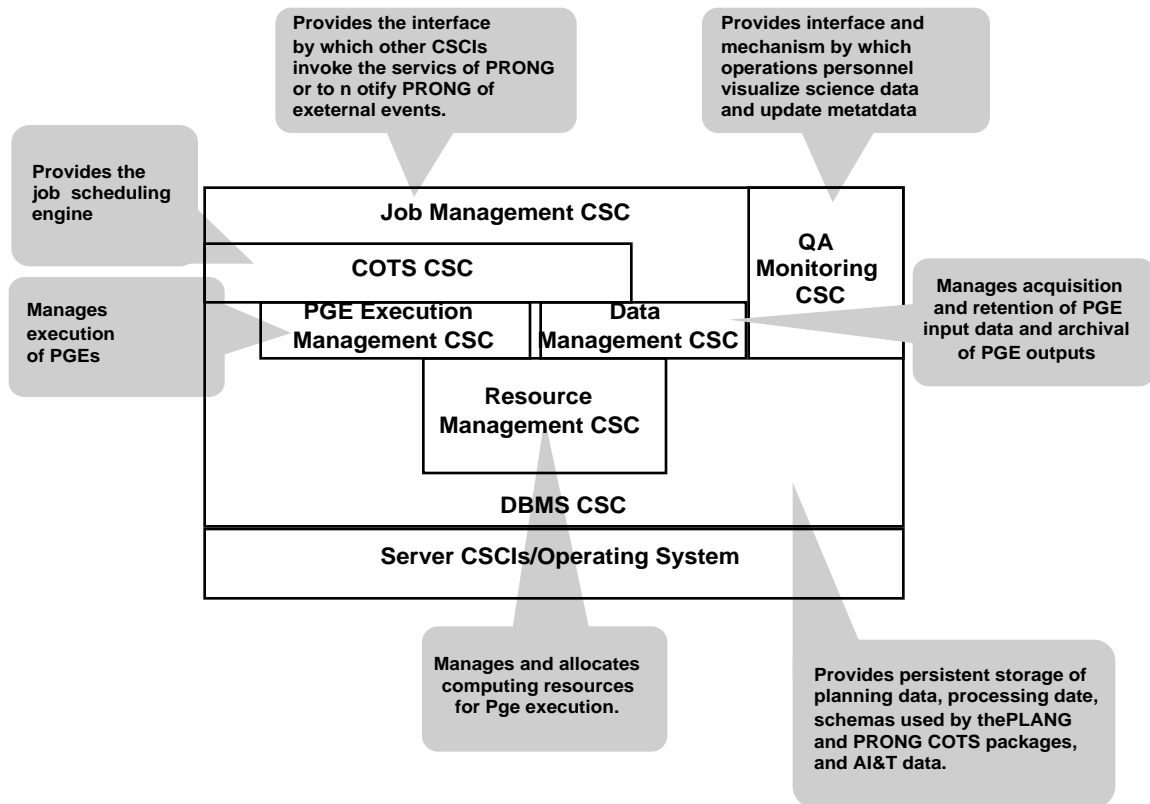 Provides the interface
by which other CSCIs
invoke the servics of PRONG
or to n otify PRONG of
exeternal events.
Provides interface and
mechanism by which
operations personnel
visualize science data
and update metatdata
Provides the
job scheduling
engine
Job Management CSC
QA
Monitoring
CSC
COTS CSC
Manages
execution
of PGEs
PGE Execution
Management CSC
Data
Management CSC
Manages acquisition
and retention of PGE
input data and archival
of PGE outputs
Resource
Management CSC
DBMS CSC
Server CSCIs/Operating System
Manages and allocates
computing resources
for Pge execution.
Provides persistent storage of
planning data, processing date,
schemas used by thePLANG
and PRONG COTS packages,
and AI&T data.